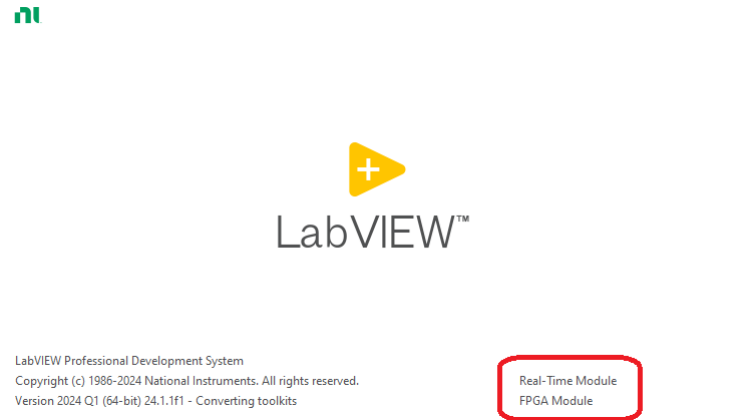 ni
LabVIEW™
LabVIEW Professional Development System
Copyright (c) 1986-2024 National Instruments. All rights reserved.
Version 2024 Q1 (64-bit) 24.1.1f1 - Converting toolkits
Real-Time Module
FPGA Module